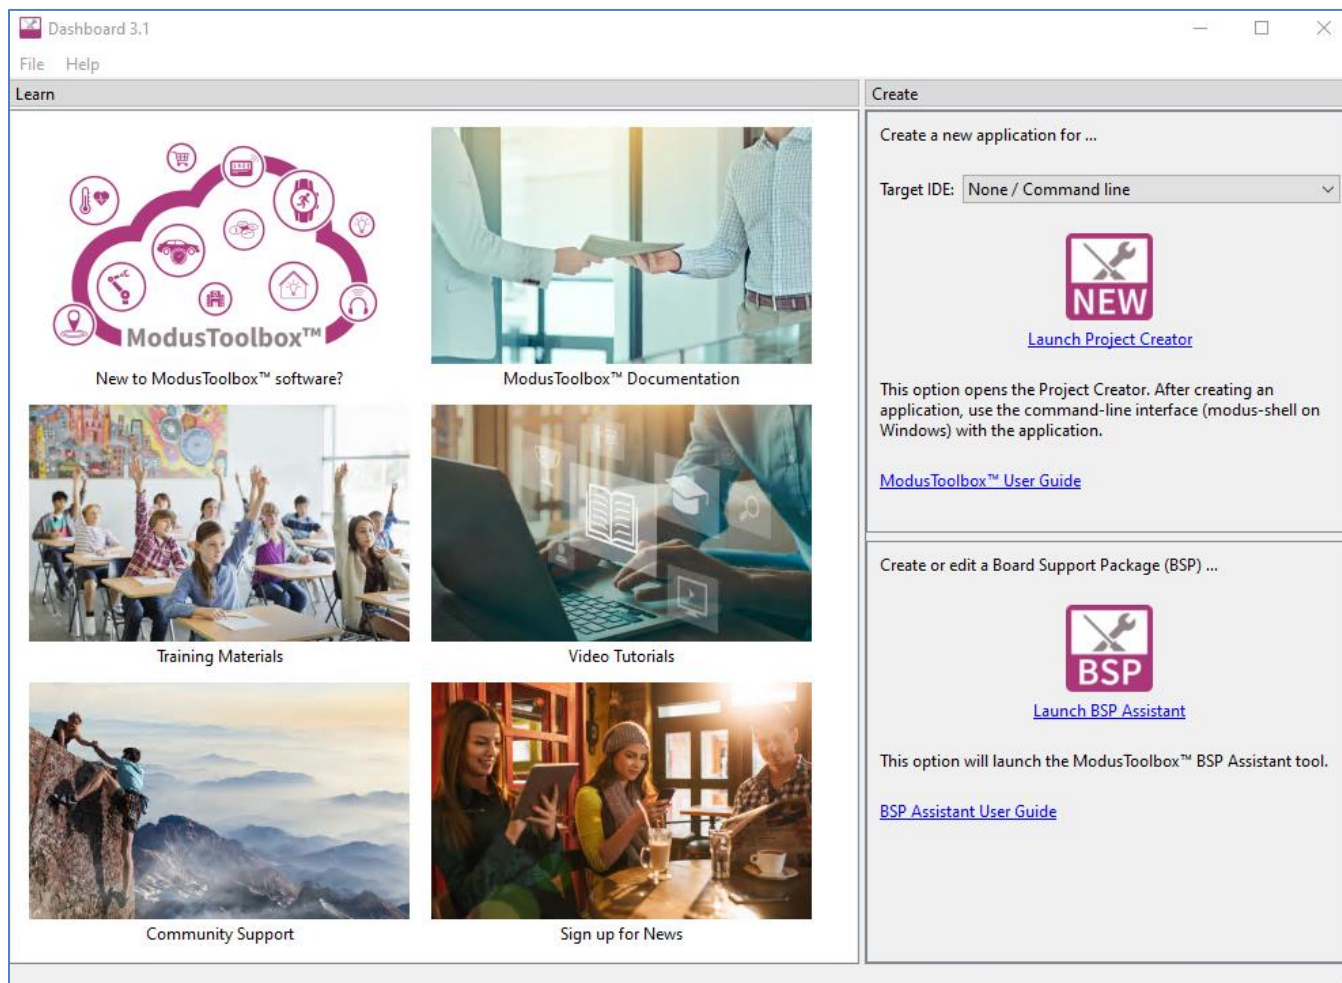 Dashboard 3.1
File Help
Learn
ModusToolbox™
New to ModusToolbox™ software?
ModusToolbox™ Documentation
Training Materials
Video Tutorials
Community Support
Sign up for News
Create
Create a new application for ...
Target IDE: None / Command line
NEW
Launch Project Creator
This option opens the Project Creator. After creating an
application, use the command-line interface (modus-shell on
Windows) with the application.
ModusToolbox™ User Guide
Create or edit a Board Support Package (BSP) ...
BSP
Launch BSP Assistant
This option will launch the ModusToolbox™ BSP Assistant tool.
BSP Assistant User Guide